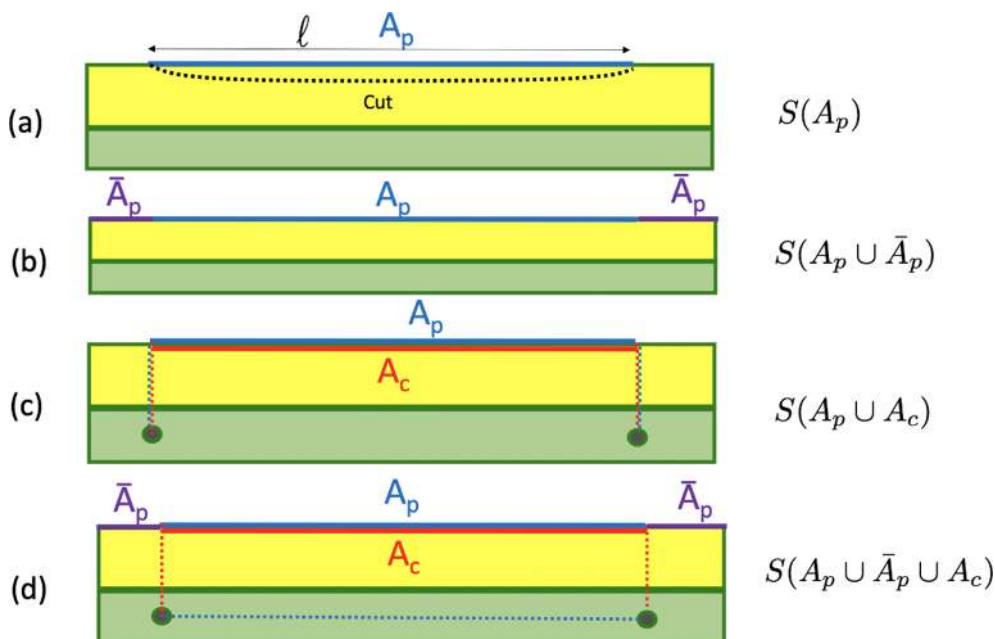 ℓ A_p
Cut
(a) S(A_p)
Ā_p A_p Ā_p
(b) S(A_p ∪ Ā_p)
A_p
A_c
(c) S(A_p ∪ A_c)
Ā_p A_p Ā_p
A_c
(d) S(A_p ∪ Ā_p ∪ A_c)